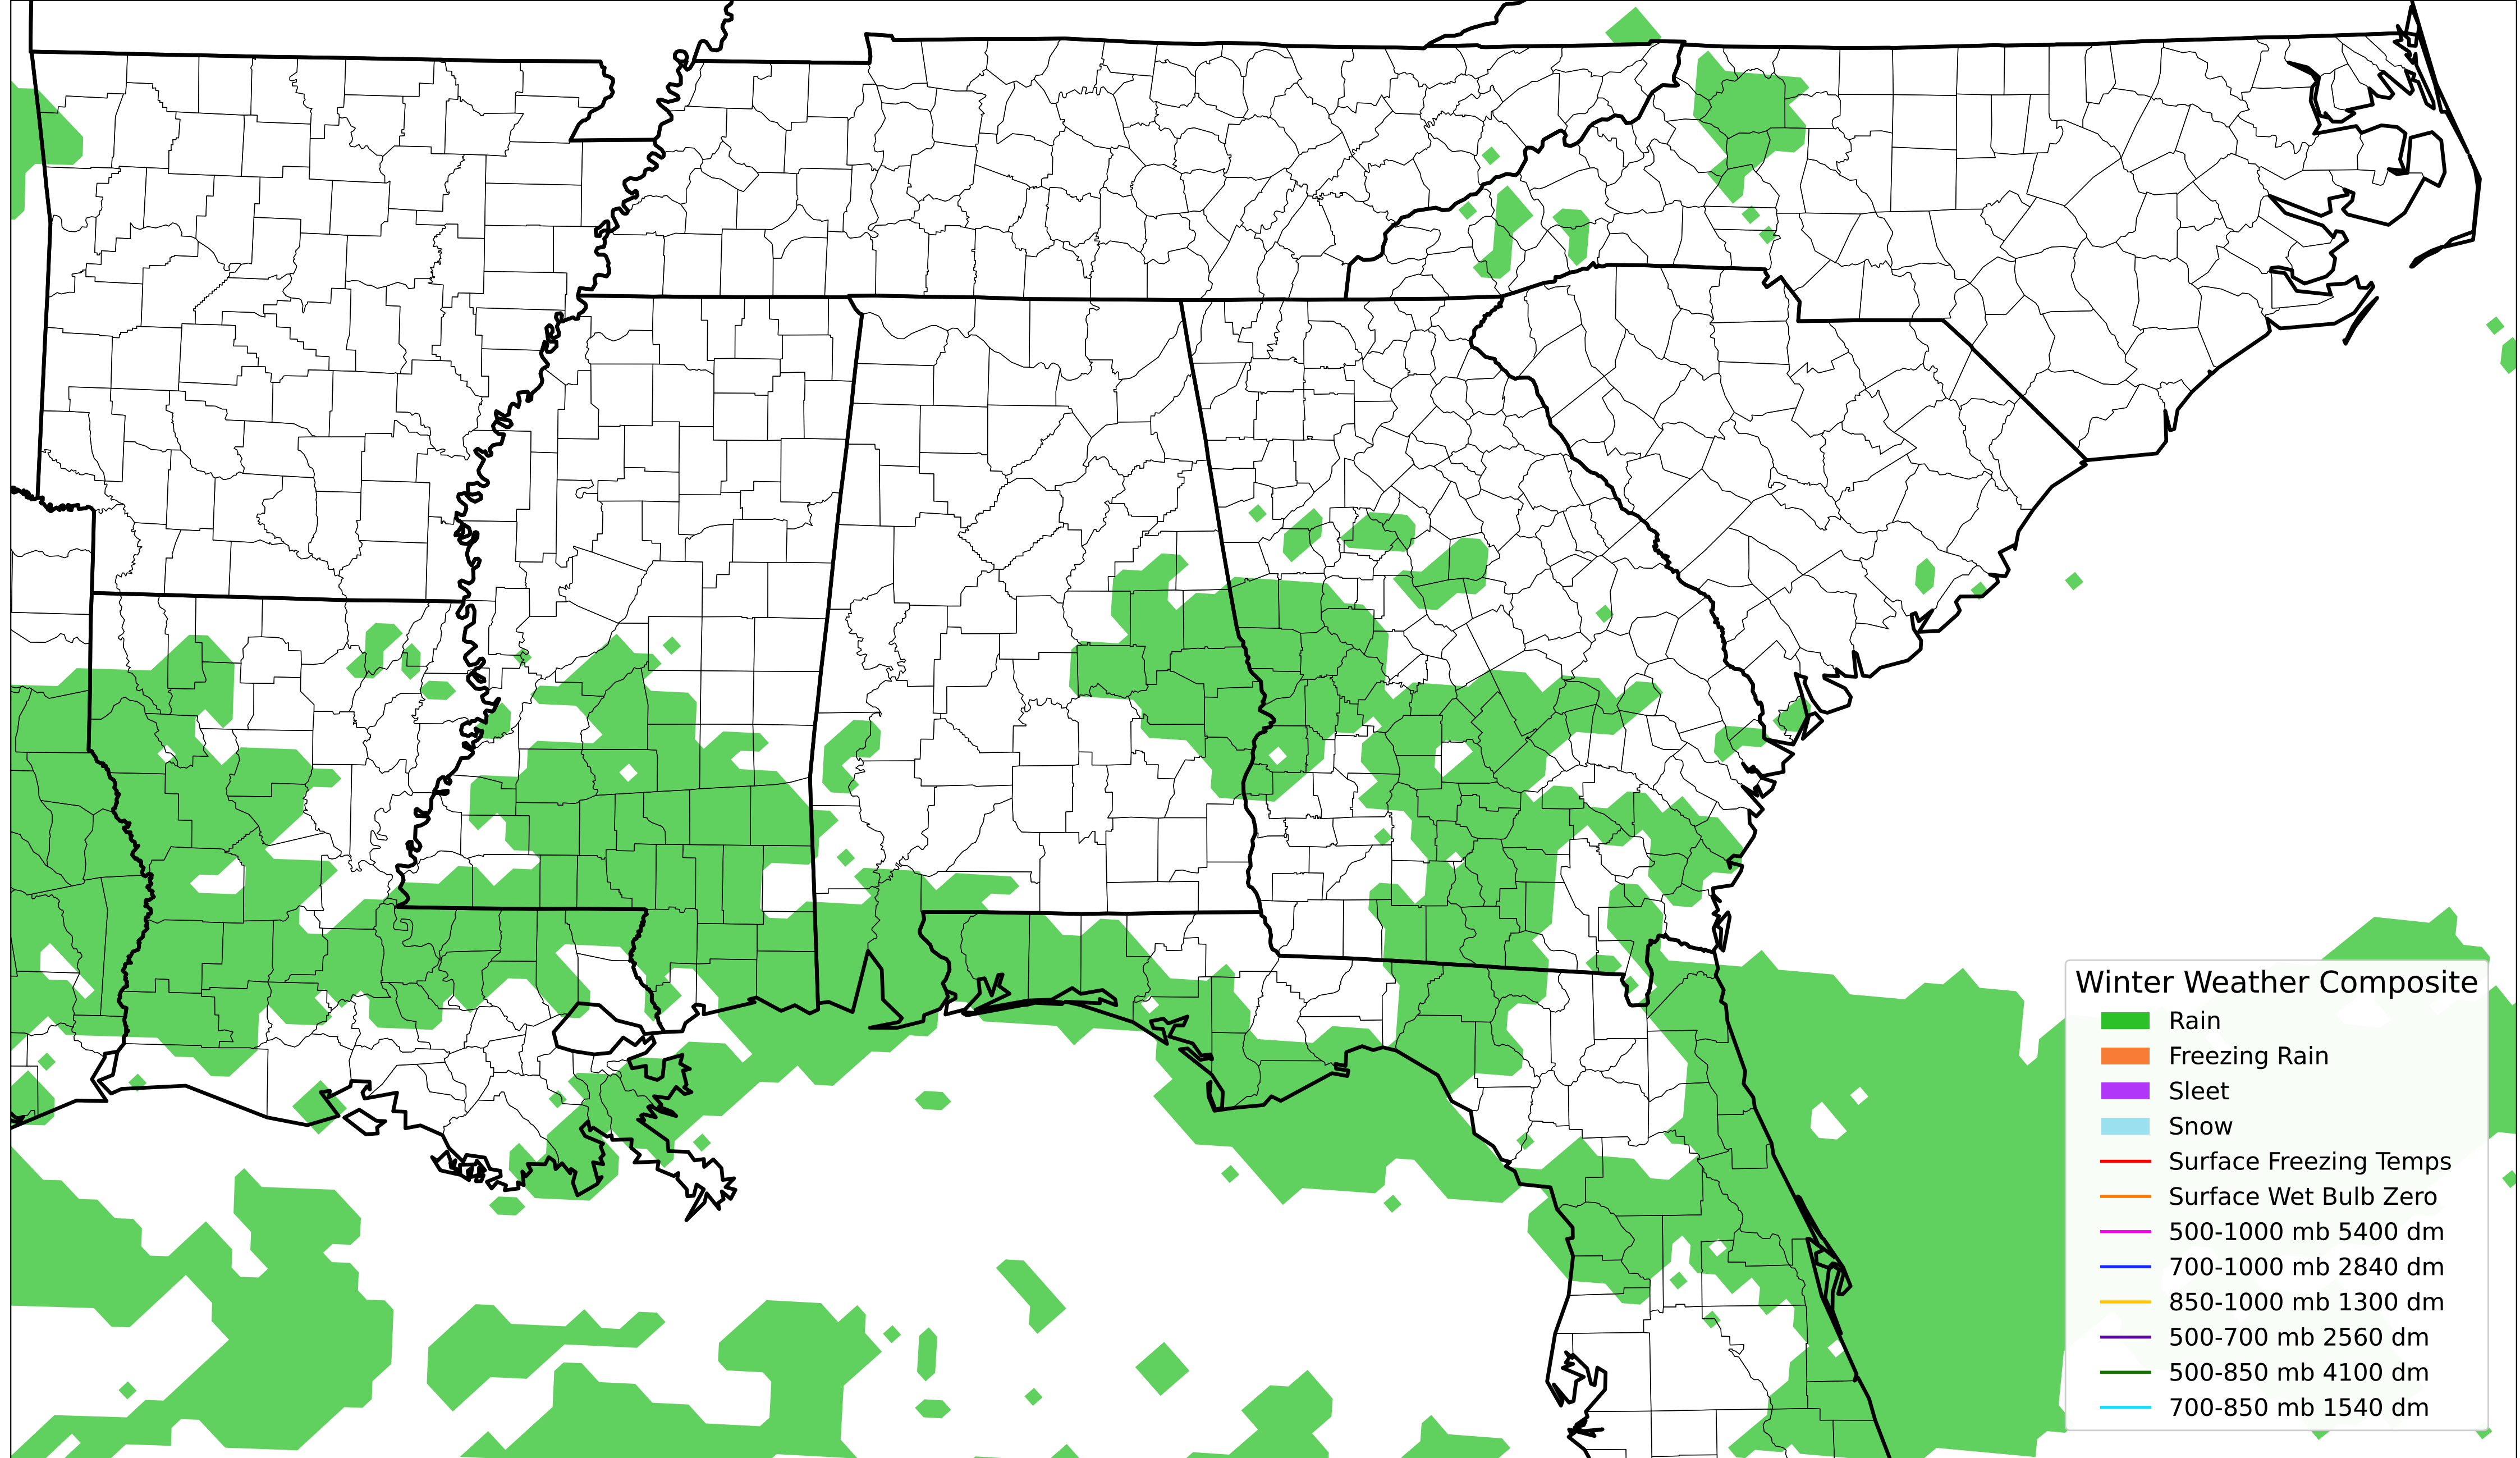 Winter Weather Composite
Rain
Freezing Rain
Sleet
Snow
Surface Freezing Temps
Surface Wet Bulb Zero
500-1000 mb 5400 dm
700-1000 mb 2840 dm
850-1000 mb 1300 dm
500-700 mb 2560 dm
500-850 mb 4100 dm
700-850 mb 1540 dm